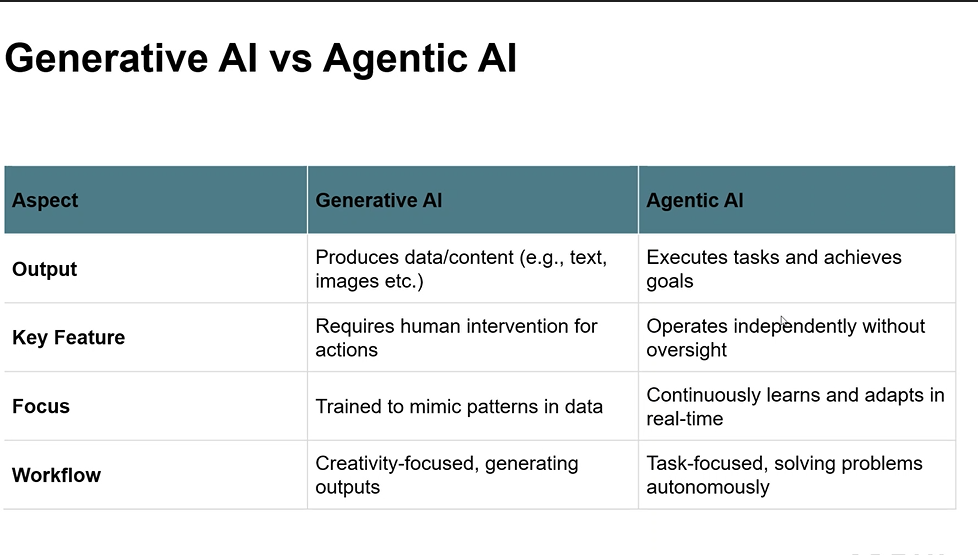 Generative AI vs Agentic AI
Aspect
Generative AI
Agentic AI
Output
Produces data/content (e.g., text,
images etc.)
Executes tasks and achieves
goals
Key Feature
Requires human intervention for
actions
Operates independently without
oversight
Focus
Trained to mimic patterns in data
Continuously learns and adapts in
real-time
Workflow
Creativity-focused, generating
outputs
Task-focused, solving problems
autonomously